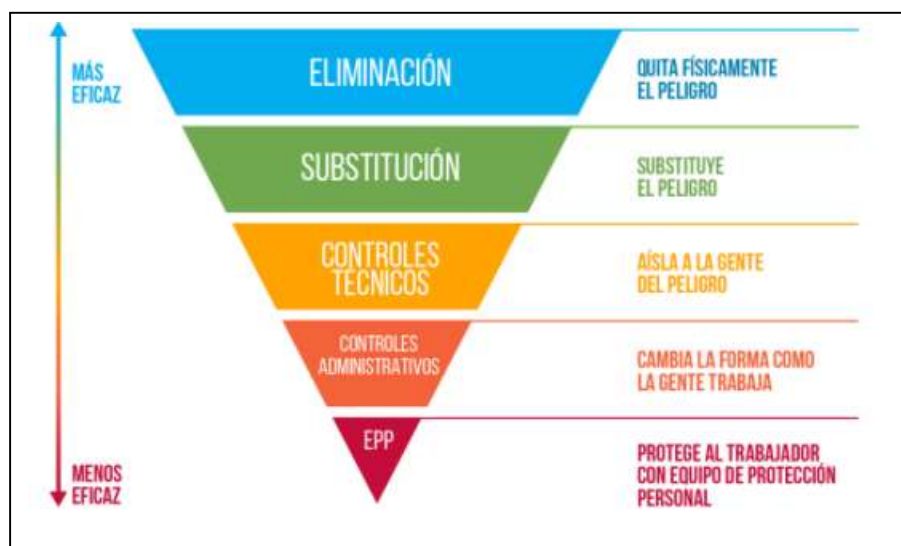 MÁS
EFICAZ
ELIMINACIÓN
QUITA FÍSICAMENTE
EL PELIGRO
SUBSTITUCIÓN
SUBSTITUYE
EL PELIGRO
CONTROLES
TÉCNICOS
AÍSLA A LA GENTE
DEL PELIGRO
CONTROLES
ADMINISTRATIVOS
CAMBIA LA FORMA COMO
LA GENTE TRABAJA
EPP
PROTEGE AL TRABAJADOR
CON EQUIPO DE PROTECCIÓN
PERSONAL
MENOS
EFICAZ